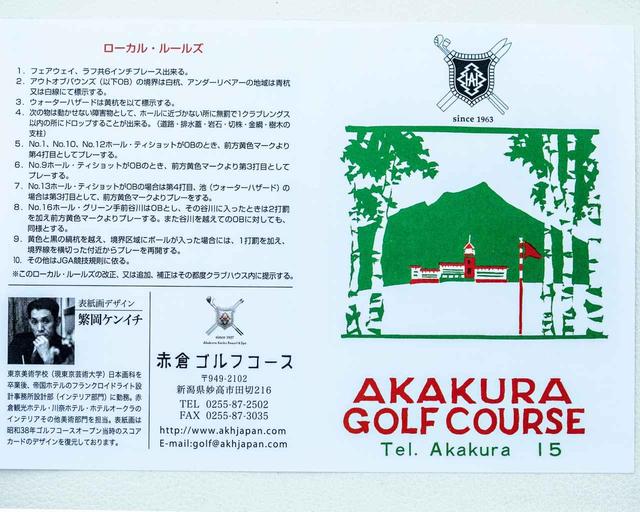 ローカル・ルールズ
1．フェアウェイ、ラフ共6インチプレース出来る。
2．アウトオブバウンズ（以下OB）の境界は白杭、アンダーリペアーの地域は青杭
又は白線にて標示する。
3．ウォーターハザードは黄杭を以て標示する。
4．次の物は動かせない障害物として、ホールに近づかない所に無罰で1クラブレングス
以内の所にドロップすることが出来る。（道路・排水蓋・岩石・切株・金網・樹木の
支柱）
5．No.1、No.10、No.12ホール・ティショットがOBのとき、前方黄色マークより
第4打目としてプレーする。
6．No.9ホール・ティショットがOBのとき、前方黄色マークより第3打目として
プレーする。
7．No.13ホール・ティショットがOBの場合は第4打目、池（ウォーターハザード）の
場合は第3打目として、前方黄色マークよりプレーをする。
8．No.16ホール・グリーン手前谷川はOBとし、その谷川に入ったときは2打罰
を加え前方黄色マークよりプレーする。また谷川を越えてのOBに対しても、
同様とする。
9．黄色と黒の縞杭を越え、境界区域にボールが入った場合には、1打罰を加え、
境界線を横切った付近からプレーを再開する。
10．その他はJGA競技規則に依る。
※このローカル・ルールズの改正、又は追加、補正はその都度クラブハウス内に提示する。
表紙画デザイン
繁岡ケンイチ
東京美術学校（現東京芸術大学）日本画科を
卒業後、帝国ホテルのフランクロイドライト設
計事務所設計部（インテリア部門）に勤務。赤
倉観光ホテル・川奈ホテル・ホテルオークラの
インテリアその他美術部門を担当。表紙画は
昭和38年ゴルフコースオープン当時のスコア
カードのデザインを復元しております。
since 1937
Akakura Kanko Resort & Spa
赤倉ゴルフコース
〒949-2102
新潟県妙高市田切216
TEL 0255-87-2502
FAX 0255-87-3035
http://www.akhjapan.com
E-mail:golf@akhjapan.com
since 1963
AKAKURA
GOLF COURSE
Tel. Akakura 15